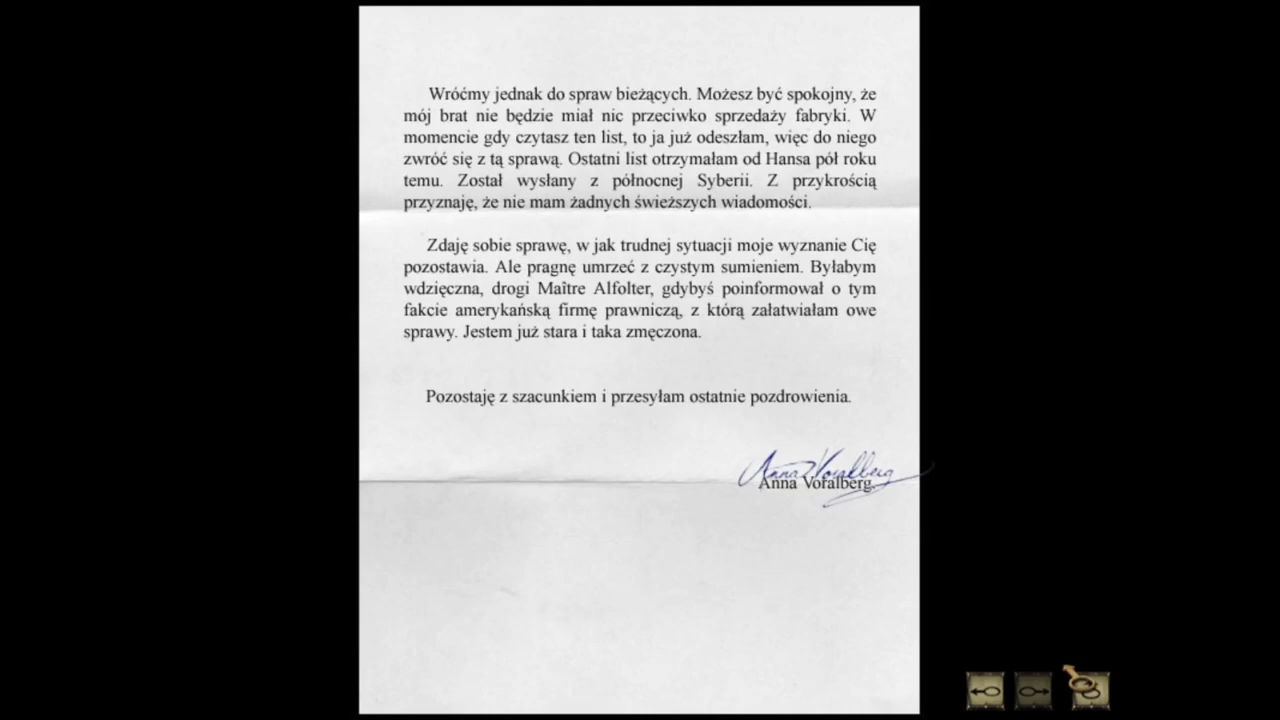 Wróćmy jednak do spraw bieżących. Możesz być spokojny, że
mój brat nie będzie miał nic przeciwko sprzedaży fabryki. W
momencie gdy czytasz ten list, to ja już odeszłam, więc do niego
zwróć się z tą sprawą. Ostatni list otrzymałam od Hansa pół roku
temu. Został wysłany z północnej Syberii. Z przykrością
przyznaję, że nie mam żadnych świeższych wiadomości.
Zdaję sobie sprawę, w jak trudnej sytuacji moje wyznanie Cię
pozostawia. Ale pragnę umrzeć z czystym sumieniem. Byłabym
wdzięczna, drogi Maître Alfolter, gdybyś poinformował o tym
fakcie amerykańską firmę prawniczą, z którą załatwiałam owe
sprawy. Jestem już stara i taka zmęczona.
Pozostaję z szacunkiem i przesyłam ostatnie pozdrowienia.
Anna Voralberg
Anna Voralberg.